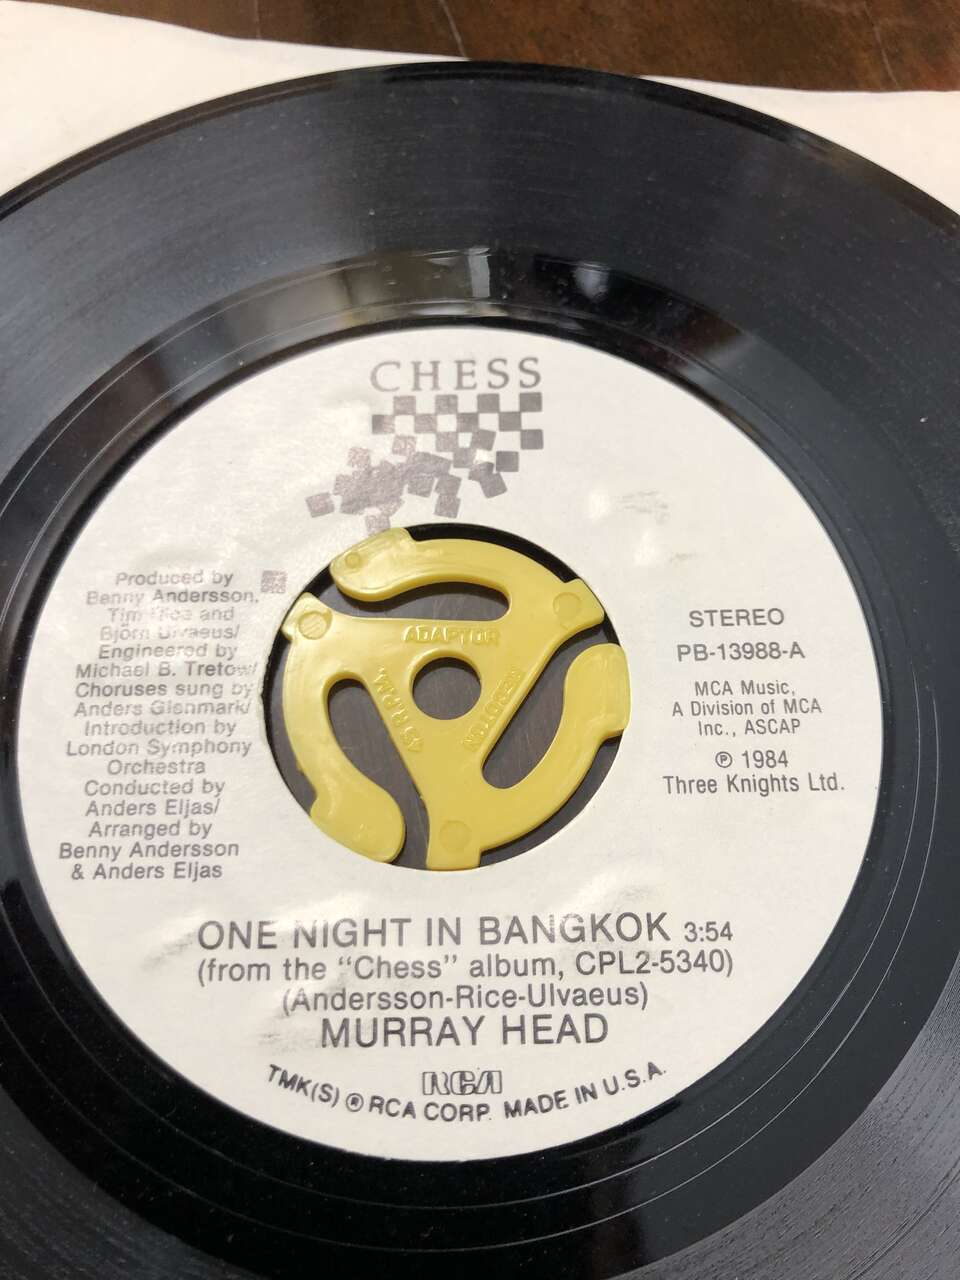 CHESS
Produced by
Benny Andersson,
Tim Rice and
Björn Ulvaeus/
Engineered by
Michael B. Tretow/
Choruses sung by
Anders Glenmark/
Introduction by
London Symphony
Orchestra
Conducted by
Anders Eljas/
Arranged by
Benny Andersson
& Anders Eljas
ADAPTOR
45 R.P.M.
STEREO
PB-13988-A
MCA Music,
A Division of MCA
Inc., ASCAP
℗ 1984
Three Knights Ltd.
ONE NIGHT IN BANGKOK 3:54
(from the “Chess” album, CPL2-5340)
(Andersson-Rice-Ulvaeus)
MURRAY HEAD
RCA
TMK(S) ® RCA CORP. MADE IN U.S.A.